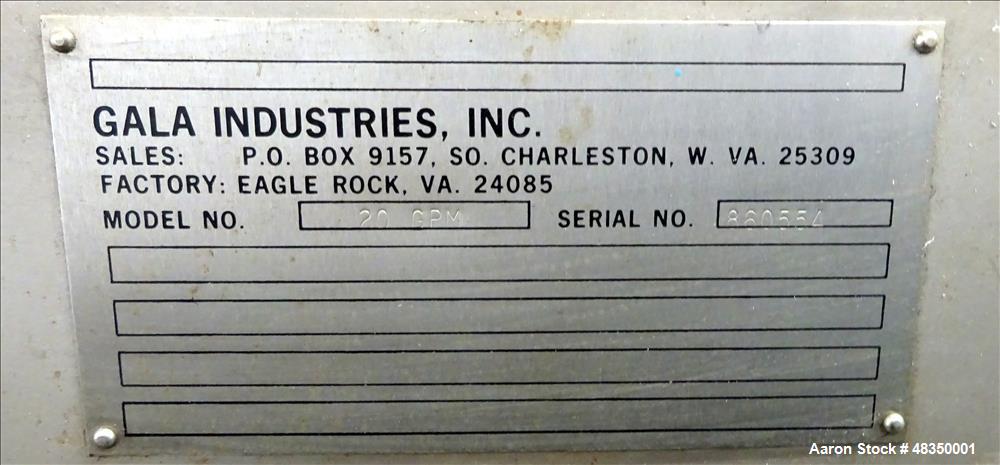 GALA INDUSTRIES, INC.
SALES: P.O. BOX 9157, SO. CHARLESTON, W. VA. 25309
FACTORY: EAGLE ROCK, VA. 24085
MODEL NO. 20 GPM SERIAL NO. 860554
Aaron Stock # 48350001